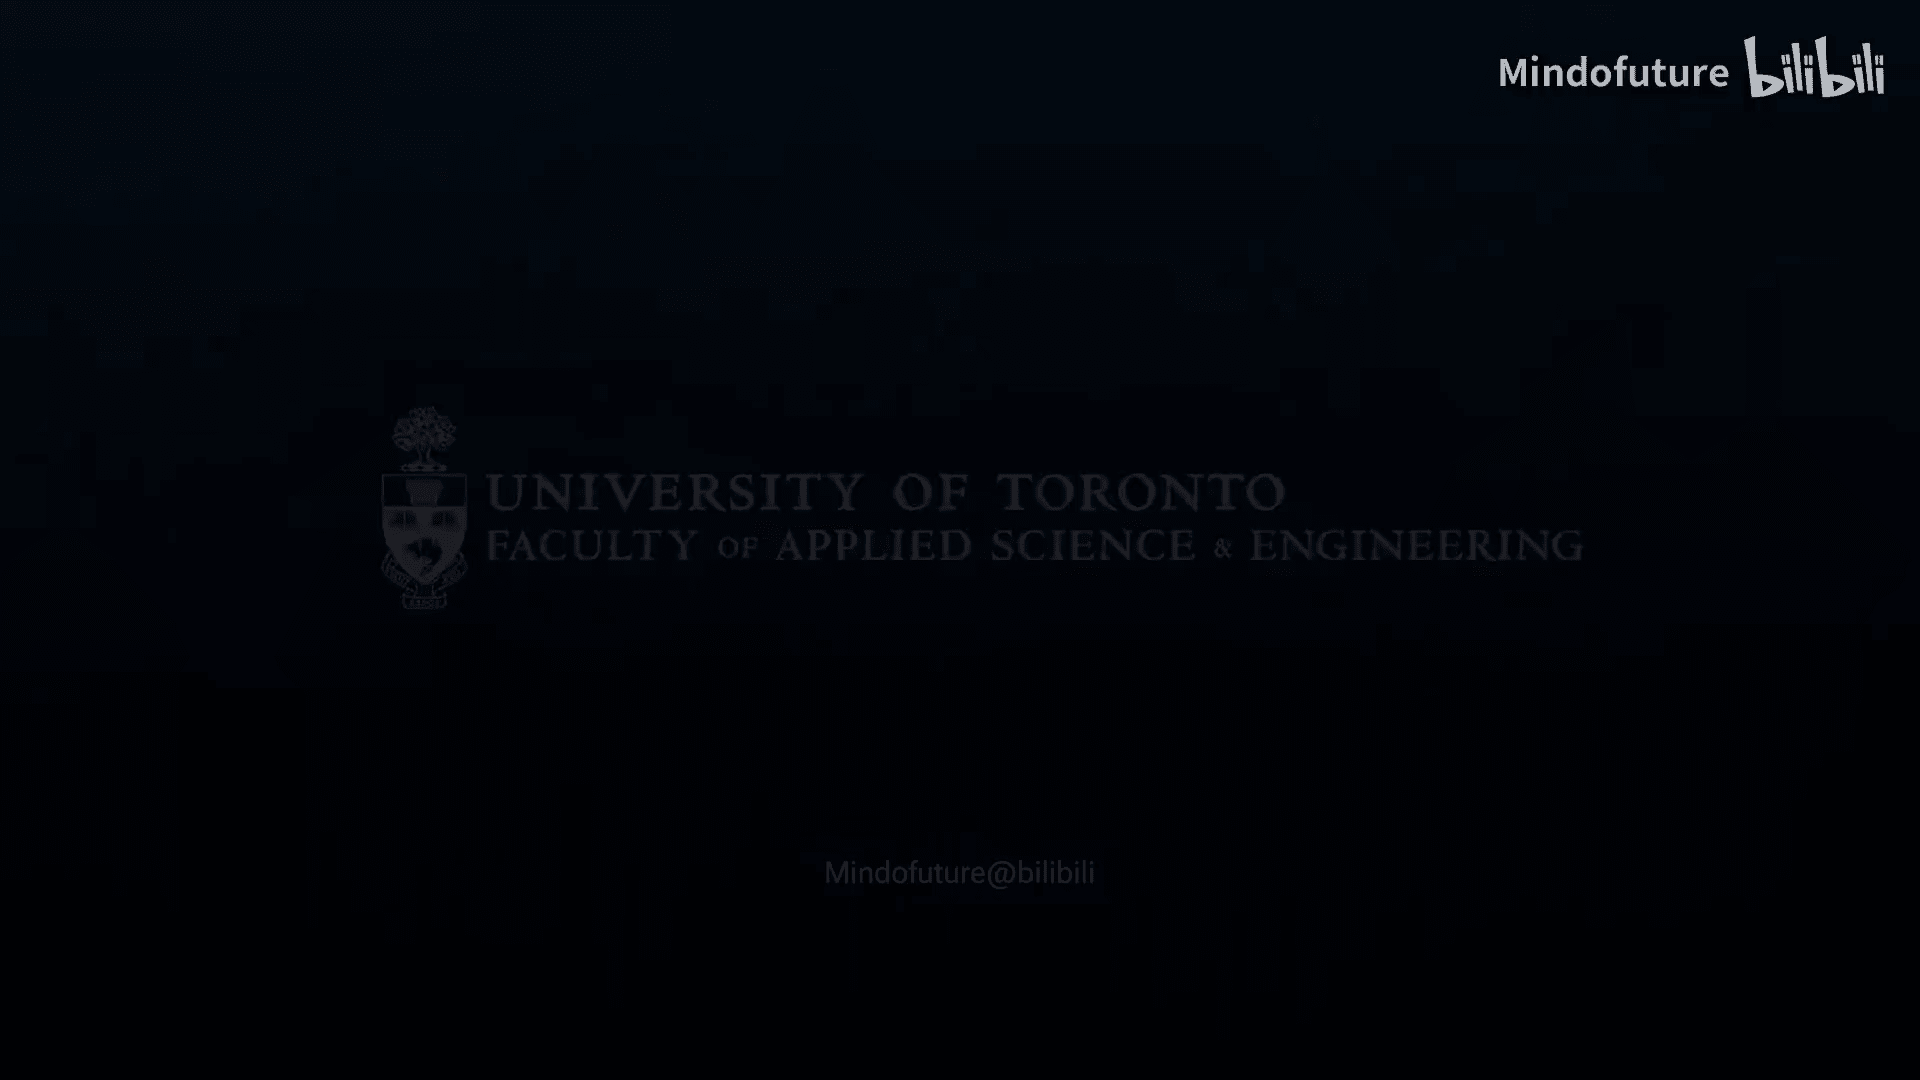 Mindofuture bilibili
UNIVERSITY OF TORONTO
FACULTY OF APPLIED SCIENCE & ENGINEERING
Mindofuture@bilibili